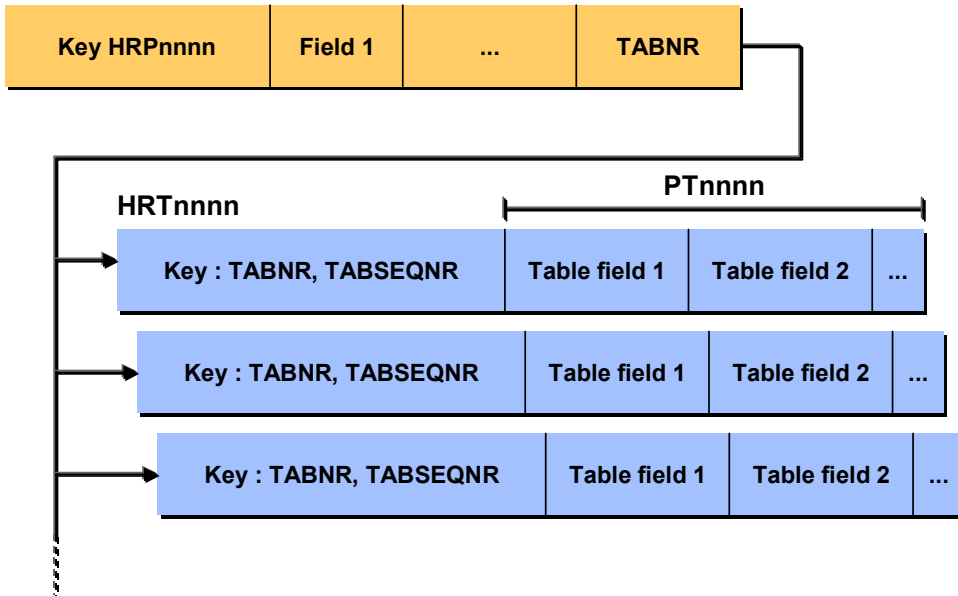 Key HRPnnnn Field 1 ... TABNR
PTnnnn
HRTnnnn
Key : TABNR, TABSEQNR Table field 1 Table field 2 ...
Key : TABNR, TABSEQNR Table field 1 Table field 2 ...
Key : TABNR, TABSEQNR Table field 1 Table field 2 ...